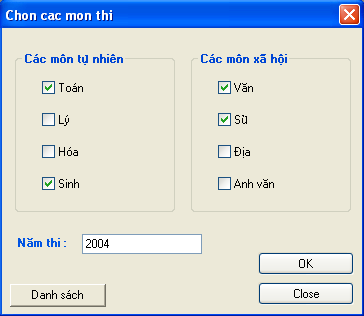 Chon cac mon thi
Các môn tự nhiên
Toán
Lý
Hóa
Sinh
Các môn xã hội
Văn
Sử
Địa
Anh văn
Năm thi :
2004
OK
Danh sách
Close